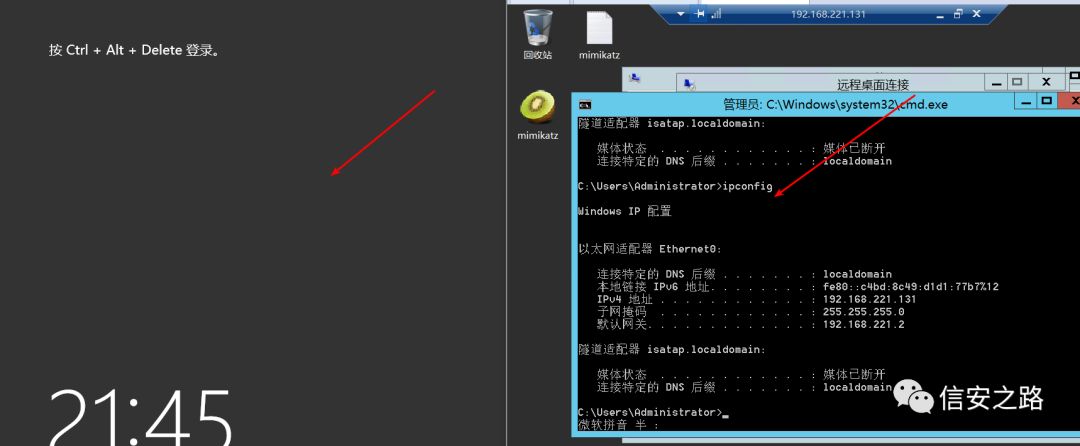 按 Ctrl + Alt + Delete 登录。
21:45
192.168.221.131
回收站
mimikatz
mimikatz
远程桌面连接
管理员: C:\Windows\system32\cmd.exe
隧道适配器 isatap.localdomain:
媒体状态 . . . . . . . . . . . . : 媒体已断开
连接特定的 DNS 后缀 . . . . . . . : localdomain
C:\Users\Administrator>ipconfig
Windows IP 配置
以太网适配器 Ethernet0:
连接特定的 DNS 后缀 . . . . . . . : localdomain
本地链接 IPv6 地址. . . . . . . . : fe80::c4bd:8c49:d1d1:77b7%12
IPv4 地址 . . . . . . . . . . . . : 192.168.221.131
子网掩码 . . . . . . . . . . . . : 255.255.255.0
默认网关. . . . . . . . . . . . . : 192.168.221.2
隧道适配器 isatap.localdomain:
媒体状态 . . . . . . . . . . . . : 媒体已断开
连接特定的 DNS 后缀 . . . . . . . : localdomain
C:\Users\Administrator>_
微软拼音 半 :
信安之路